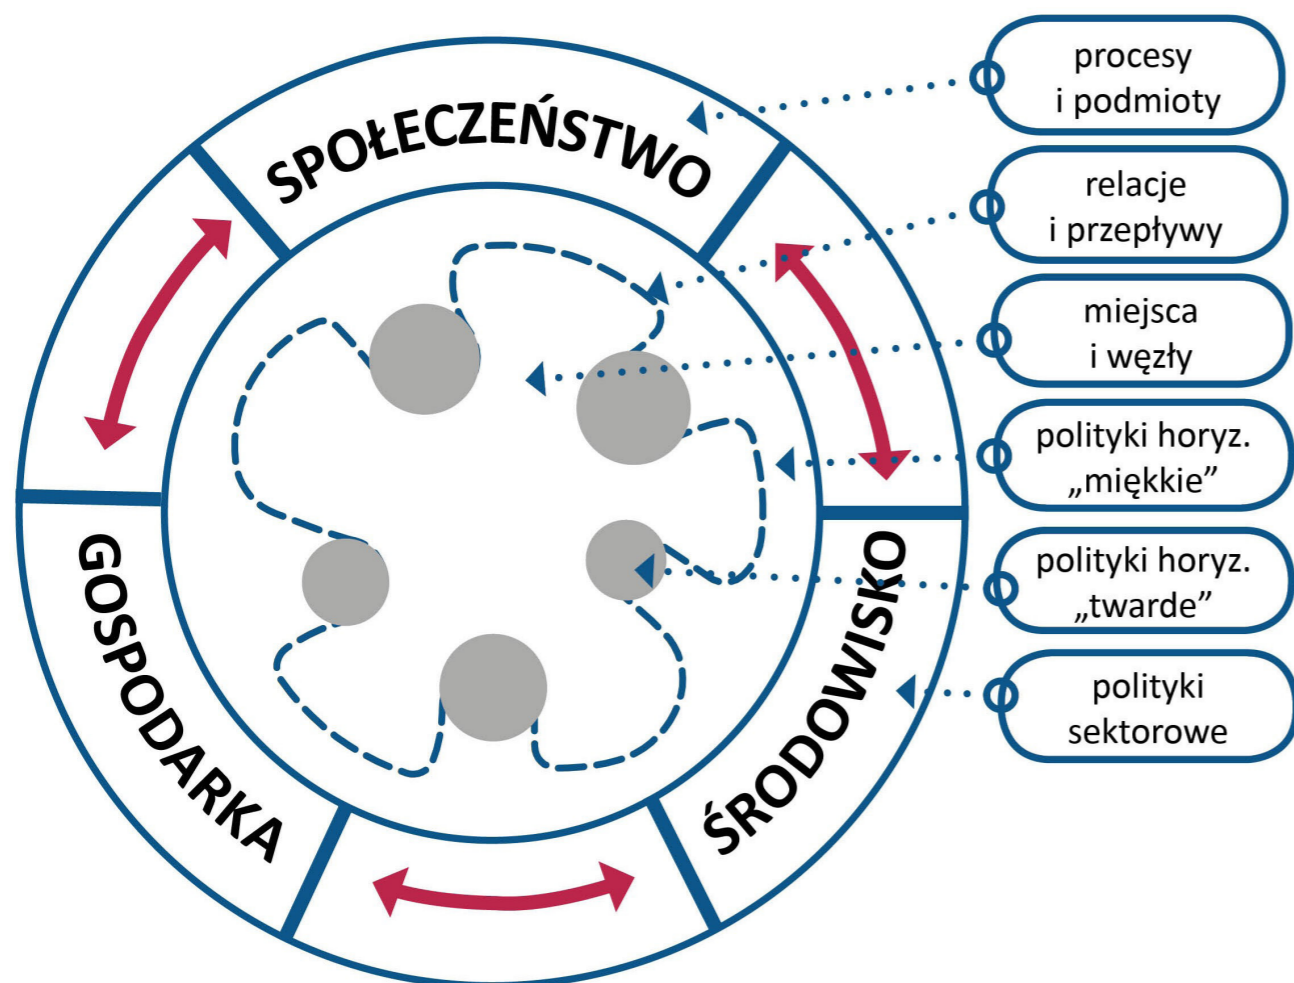 SPOŁECZEŃSTWO
GOSPODARKA
ŚRODOWISKO
procesy
i podmioty
relacje
i przepływy
miejsca
i węzły
polityki horyz.
„miękkie”
polityki horyz.
„twarde”
polityki
sektorowe